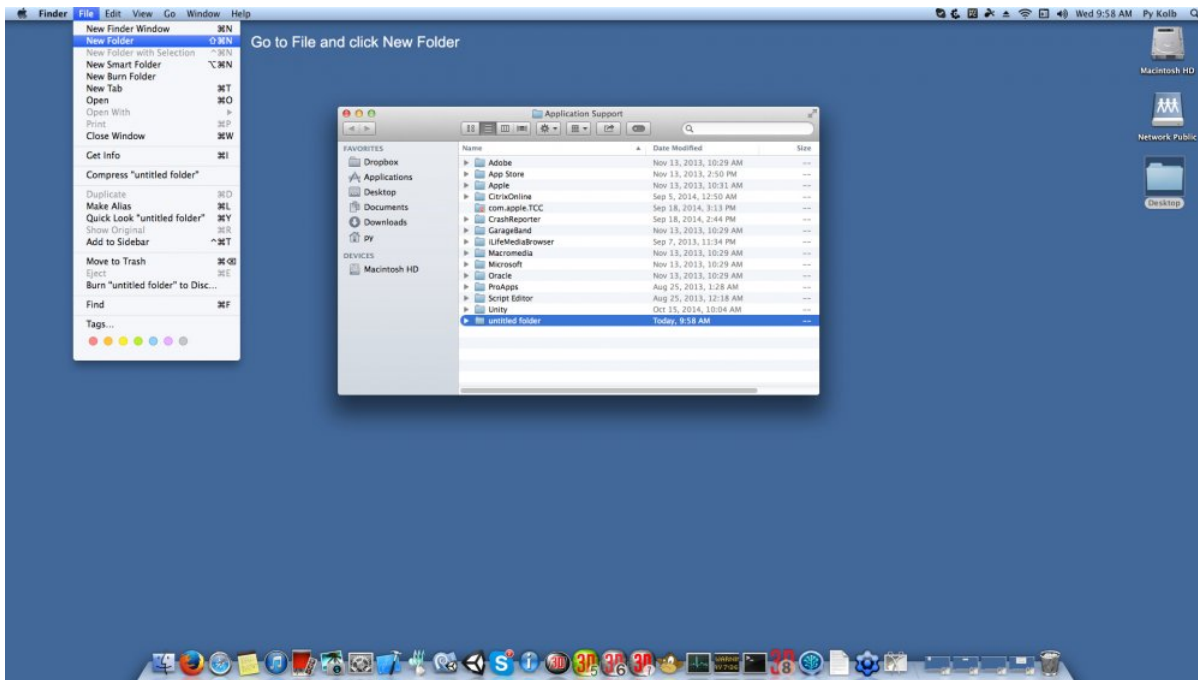 Finder File Edit View Go Window Help
Wed 9:58 AM Py Kolb
New Finder Window ⌘N
New Folder ⇧⌘N
New Folder with Selection ^⌘N
New Smart Folder ⌥⌘N
New Burn Folder
New Tab ⌘T
Open ⌘O
Open With
Print ⌘P
Close Window ⌘W
Get Info ⌘I
Compress "untitled folder"
Duplicate ⌘D
Make Alias ⌘L
Quick Look "untitled folder" ⌘Y
Show Original ⌘R
Add to Sidebar ^⌘T
Move to Trash ⌘⌫
Eject ⌘E
Burn "untitled folder" to Disc...
Find ⌘F
Tags...
Go to File and click New Folder
Application Support
FAVORITES
Dropbox
Applications
Desktop
Documents
Downloads
py
DEVICES
Macintosh HD
Name Date Modified Size
Adobe Nov 13, 2013, 10:29 AM --
App Store Nov 13, 2013, 2:50 PM --
Apple Nov 13, 2013, 10:31 AM --
CitrixOnline Sep 5, 2014, 12:50 AM --
com.apple.TCC Sep 18, 2014, 3:13 PM --
CrashReporter Sep 18, 2014, 2:44 PM --
GarageBand Nov 13, 2013, 10:29 AM --
iLifeMediaBrowser Sep 7, 2013, 11:34 PM --
Macromedia Nov 13, 2013, 10:29 AM --
Microsoft Nov 13, 2013, 10:29 AM --
Oracle Nov 13, 2013, 10:29 AM --
ProApps Aug 25, 2013, 1:28 AM --
Script Editor Aug 25, 2013, 12:18 AM --
Unity Oct 15, 2014, 10:04 AM --
untitled folder Today, 9:58 AM --
Macintosh HD
Network Public
Desktop